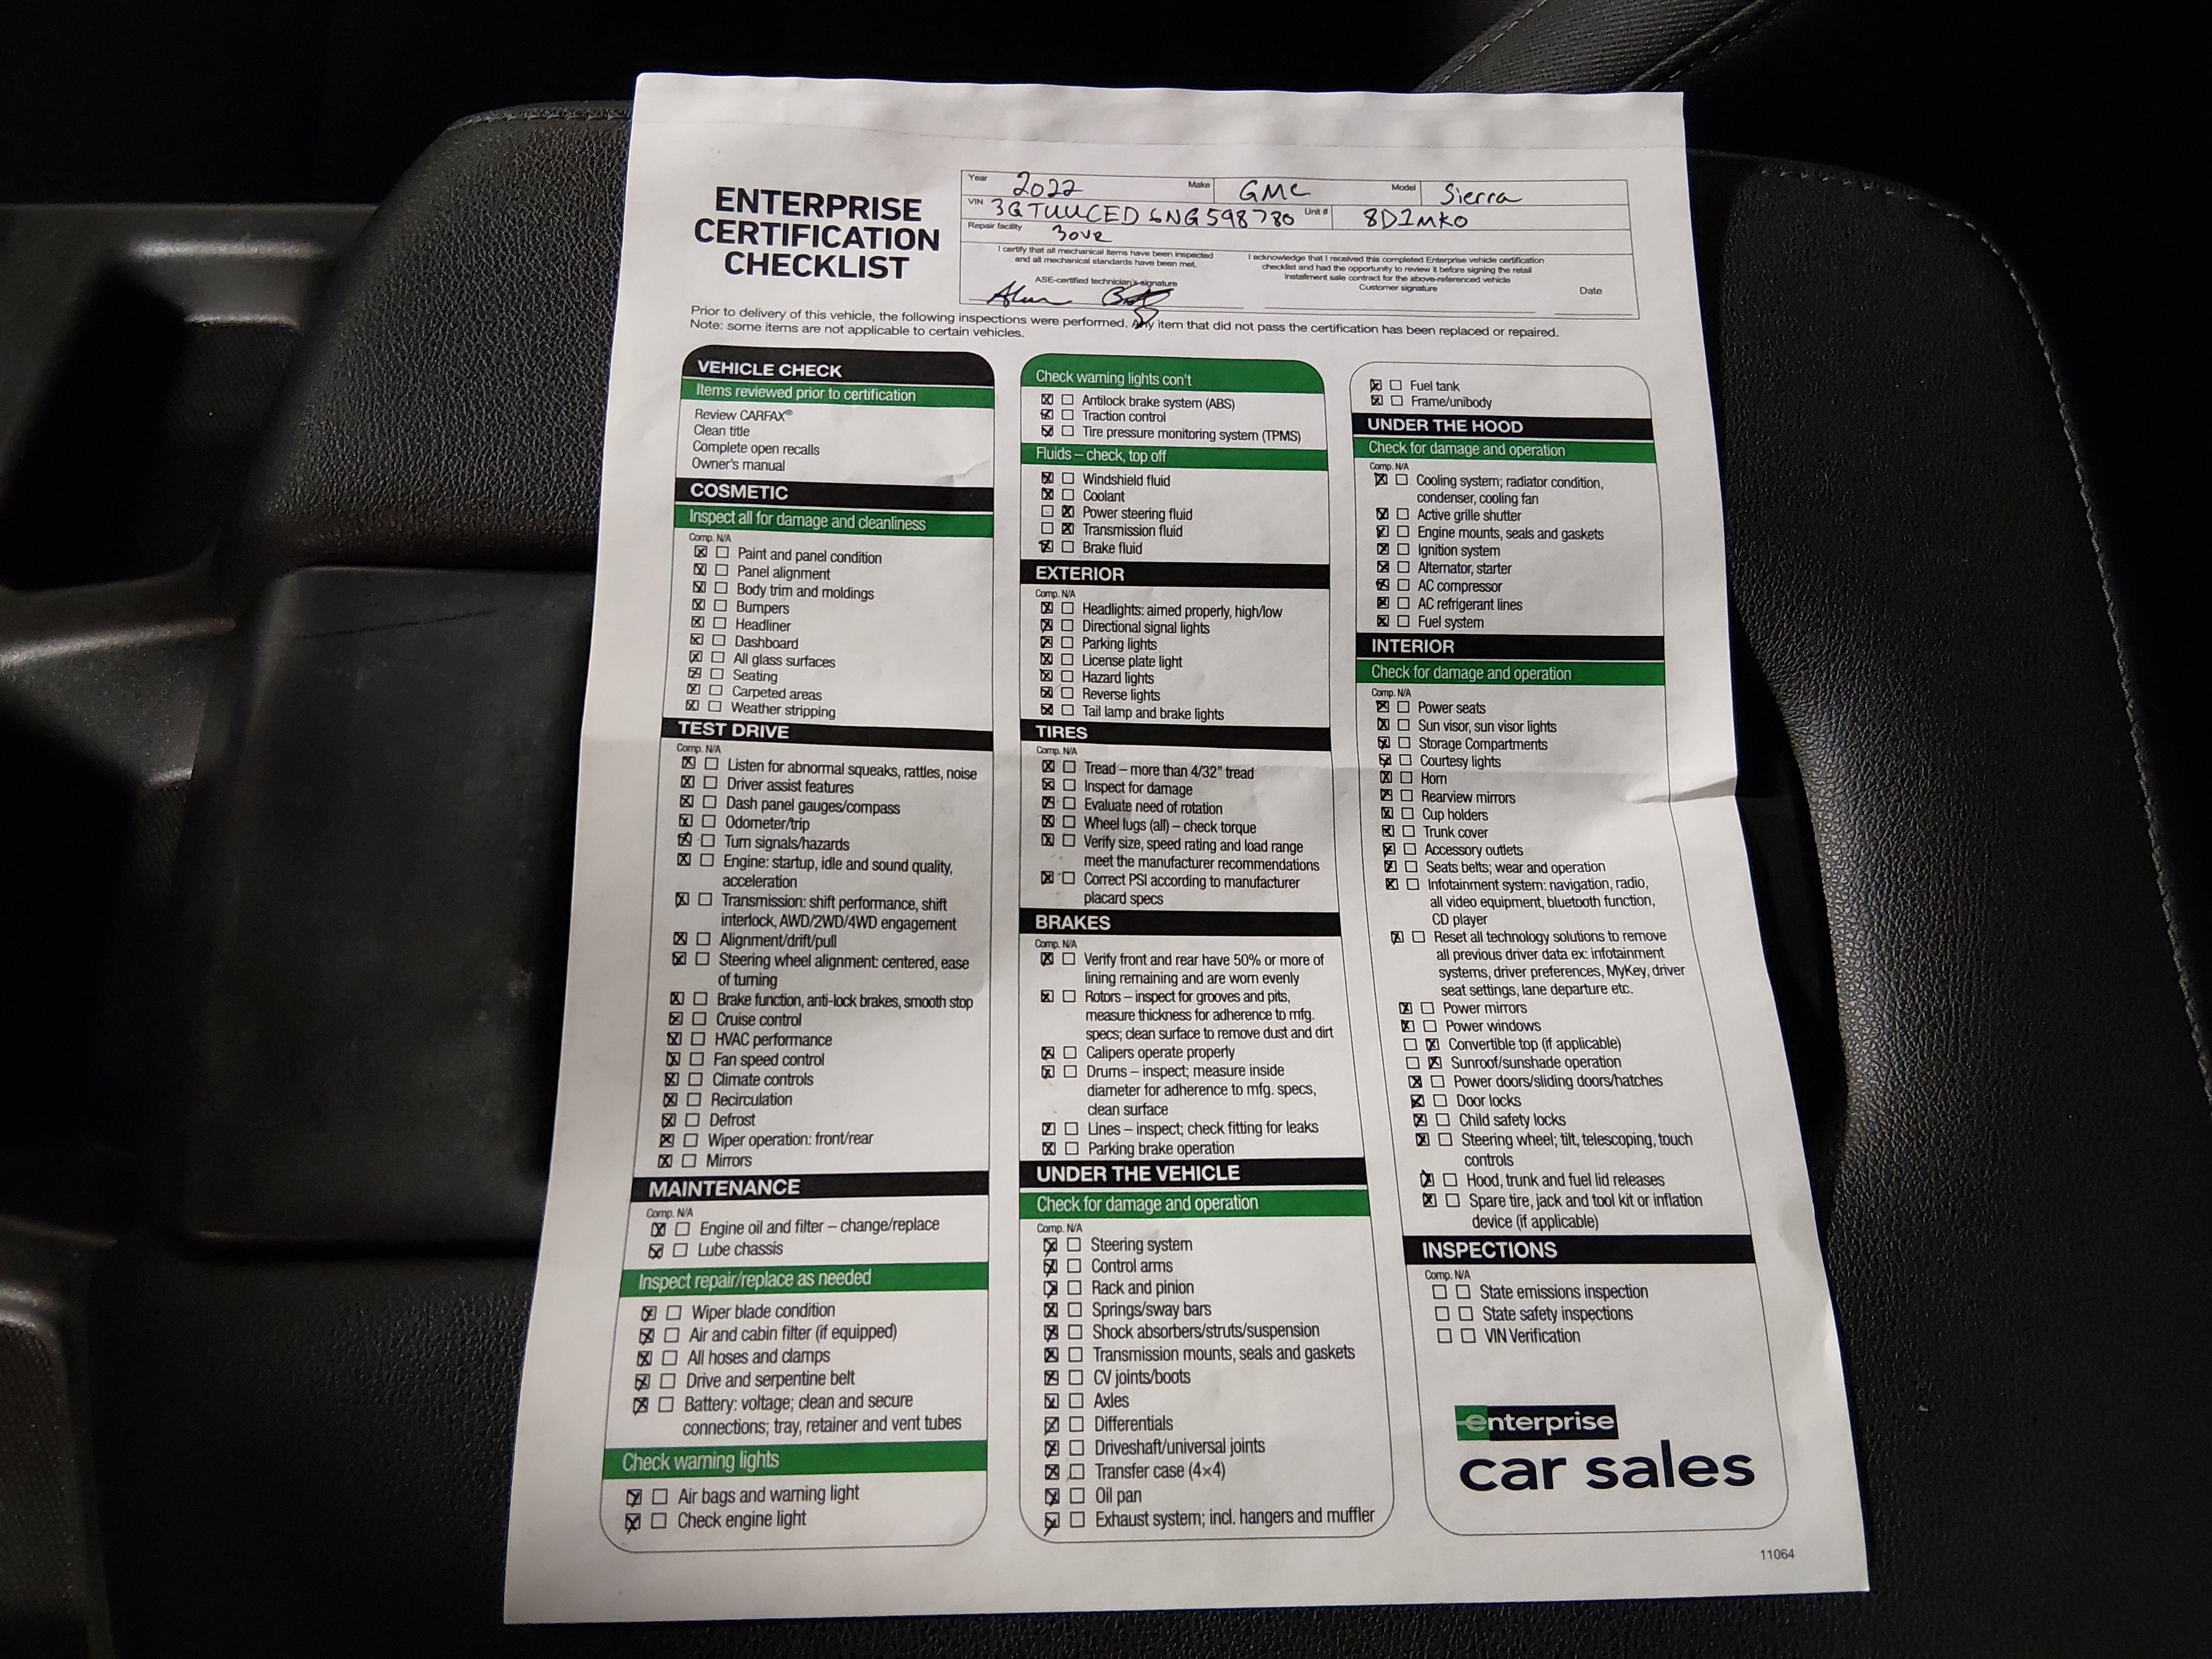 ENTERPRISE
CERTIFICATION
CHECKLIST
Year 2022 Make GMC Model Sierra
VIN 3GTUUCED6NG598780 Unit # 8D1MK0
Repair facility 30VR
I certify that all mechanical items have been inspected
and all mechanical standards have been met.
ASE-certified technician's signature
I acknowledge that I received this completed Enterprise vehicle certification
checklist and had the opportunity to review it before signing the retail
installment sale contract for the above-referenced vehicle
Customer signature Date
Prior to delivery of this vehicle, the following inspections were performed. Any item that did not pass the certification has been replaced or repaired.
Note: some items are not applicable to certain vehicles.
VEHICLE CHECK
Items reviewed prior to certification
Review CARFAX®
Clean title
Complete open recalls
Owner's manual
COSMETIC
Inspect all for damage and cleanliness
Comp. N/A
Paint and panel condition
Panel alignment
Body trim and moldings
Bumpers
Headliner
Dashboard
All glass surfaces
Seating
Carpeted areas
Weather stripping
TEST DRIVE
Comp. N/A
Listen for abnormal squeaks, rattles, noise
Driver assist features
Dash panel gauges/compass
Odometer/trip
Turn signals/hazards
Engine: startup, idle and sound quality,
acceleration
Transmission: shift performance, shift
interlock, AWD/2WD/4WD engagement
Alignment/drift/pull
Steering wheel alignment: centered, ease
of turning
Brake function, anti-lock brakes, smooth stop
Cruise control
HVAC performance
Fan speed control
Climate controls
Recirculation
Defrost
Wiper operation: front/rear
Mirrors
MAINTENANCE
Comp. N/A
Engine oil and filter – change/replace
Lube chassis
Inspect repair/replace as needed
Wiper blade condition
Air and cabin filter (if equipped)
All hoses and clamps
Drive and serpentine belt
Battery: voltage; clean and secure
connections; tray, retainer and vent tubes
Check warning lights
Air bags and warning light
Check engine light
Check warning lights con't
Antilock brake system (ABS)
Traction control
Tire pressure monitoring system (TPMS)
Fluids – check, top off
Windshield fluid
Coolant
Power steering fluid
Transmission fluid
Brake fluid
EXTERIOR
Comp. N/A
Headlights: aimed properly, high/low
Directional signal lights
Parking lights
License plate light
Hazard lights
Reverse lights
Tail lamp and brake lights
TIRES
Comp. N/A
Tread – more than 4/32" tread
Inspect for damage
Evaluate need of rotation
Wheel lugs (all) – check torque
Verify size, speed rating and load range
meet the manufacturer recommendations
Correct PSI according to manufacturer
placard specs
BRAKES
Comp. N/A
Verify front and rear have 50% or more of
lining remaining and are worn evenly
Rotors – inspect for grooves and pits,
measure thickness for adherence to mfg.
specs; clean surface to remove dust and dirt
Calipers operate properly
Drums – inspect; measure inside
diameter for adherence to mfg. specs,
clean surface
Lines – inspect; check fitting for leaks
Parking brake operation
UNDER THE VEHICLE
Check for damage and operation
Comp. N/A
Steering system
Control arms
Rack and pinion
Springs/sway bars
Shock absorbers/struts/suspension
Transmission mounts, seals and gaskets
CV joints/boots
Axles
Differentials
Driveshaft/universal joints
Transfer case (4×4)
Oil pan
Exhaust system; incl. hangers and muffler
Fuel tank
Frame/unibody
UNDER THE HOOD
Check for damage and operation
Comp. N/A
Cooling system; radiator condition,
condenser, cooling fan
Active grille shutter
Engine mounts, seals and gaskets
Ignition system
Alternator, starter
AC compressor
AC refrigerant lines
Fuel system
INTERIOR
Check for damage and operation
Comp. N/A
Power seats
Sun visor, sun visor lights
Storage Compartments
Courtesy lights
Horn
Rearview mirrors
Cup holders
Trunk cover
Accessory outlets
Seats belts; wear and operation
Infotainment system: navigation, radio,
all video equipment, bluetooth function,
CD player
Reset all technology solutions to remove
all previous driver data ex: infotainment
systems, driver preferences, MyKey, driver
seat settings, lane departure etc.
Power mirrors
Power windows
Convertible top (if applicable)
Sunroof/sunshade operation
Power doors/sliding doors/hatches
Door locks
Child safety locks
Steering wheel; tilt, telescoping, touch
controls
Hood, trunk and fuel lid releases
Spare tire, jack and tool kit or inflation
device (if applicable)
INSPECTIONS
Comp. N/A
State emissions inspection
State safety inspections
VIN Verification
enterprise
car sales
11064